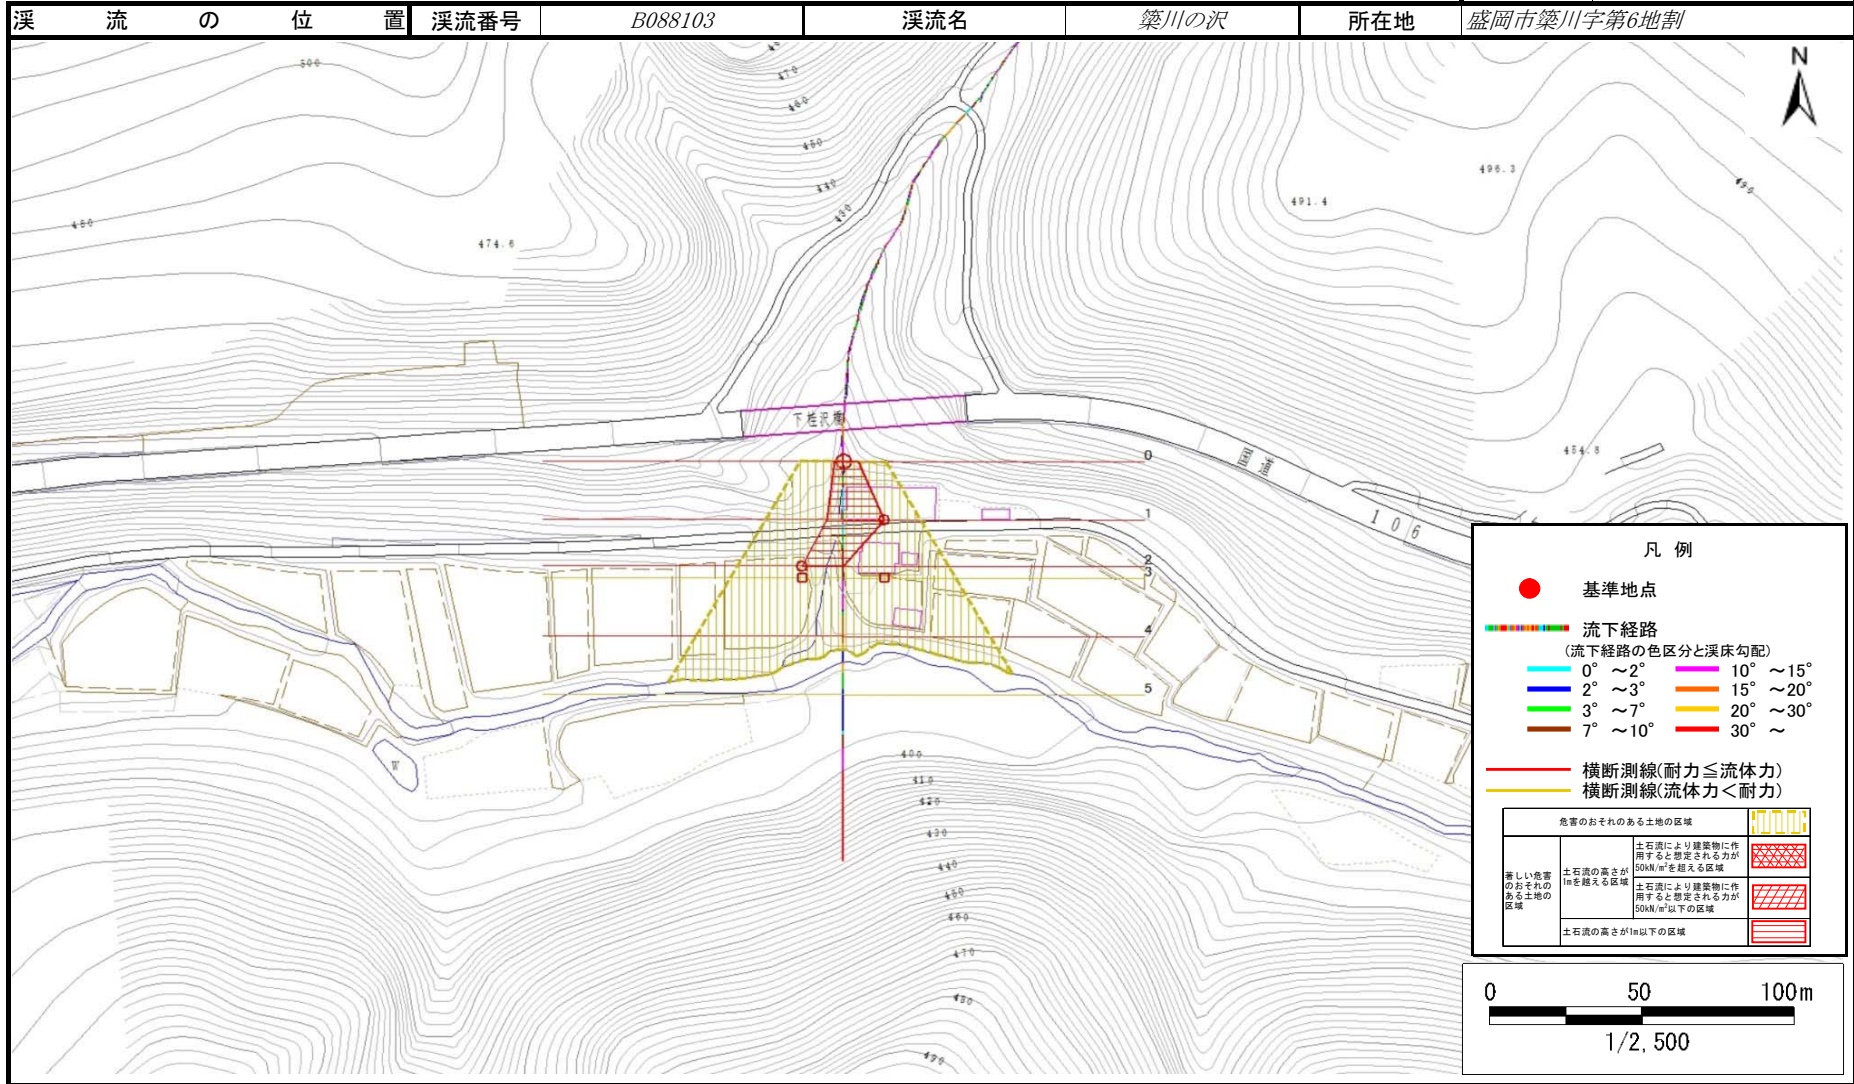 渓流の位置 渓流番号 B088103 渓流名 簗川の沢 所在地 盛岡市簗川字第6地割
N
500
470
460
450
440
430
480
474.6
496.3
490
491.4
454.8
下桂沢橋
国道
106
0
1
2
3
4
5
W
400
410
420
430
440
450
460
470
480
490
凡 例
基準地点
流下経路
(流下経路の色区分と渓床勾配)
0° ～2° 10° ～15°
2° ～3° 15° ～20°
3° ～7° 20° ～30°
7° ～10° 30° ～
横断測線(耐力≦流体力)
横断測線(流体力＜耐力)
危害のおそれのある土地の区域
著しい危害
のおそれの
ある土地の
区域
土石流の高さが
1mを越える区域
土石流により建築物に作
用すると想定される力が
50kN/m²を超える区域
土石流により建築物に作
用すると想定される力が
50kN/m²以下の区域
土石流の高さが1m以下の区域
0 50 100m
1/2,500